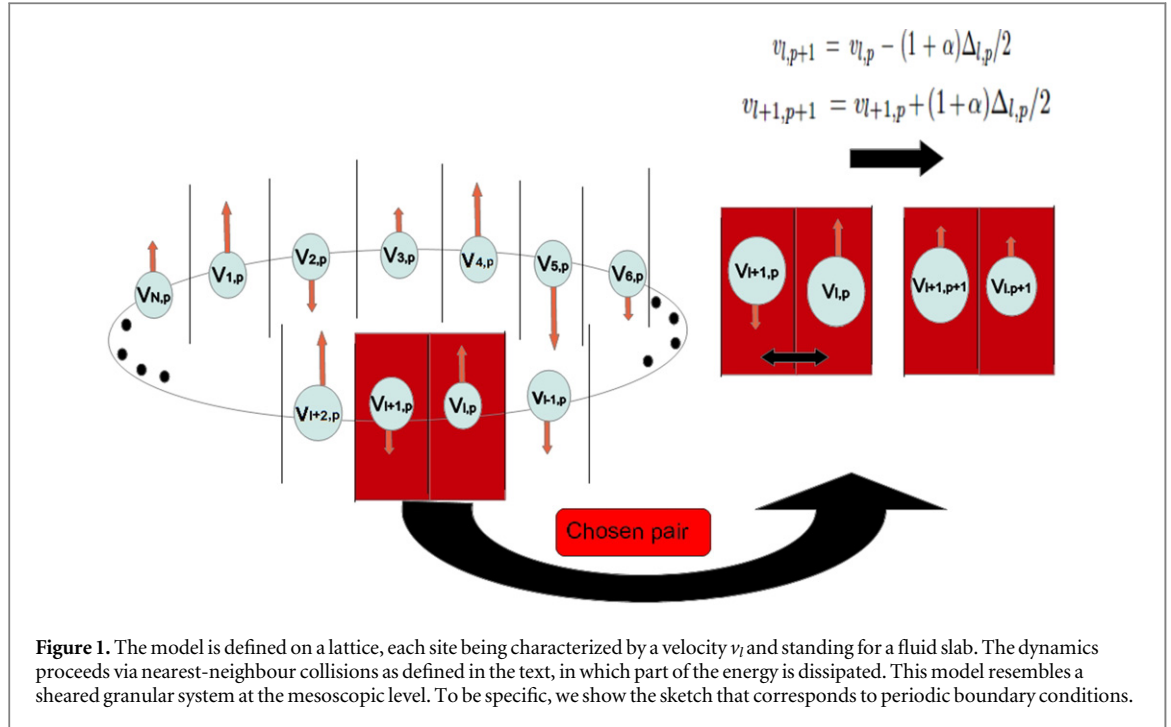 v_{l,p+1} = v_{l,p} − (1 + α)Δ_{l,p}/2
v_{l+1,p+1} = v_{l+1,p}+(1+α)Δ_{l,p}/2
V_{N,p} V_{1,p} V_{2,p} V_{3,p} V_{4,p} V_{5,p} V_{6,p}
V_{l+1,p} V_{l,p} V_{l+1,p+1} V_{l.p+1}
V_{l+2,p} V_{l+1,p} V_{l,p} V_{l-1,p}
Chosen pair
Figure 1. The model is defined on a lattice, each site being characterized by a velocity v_l and standing for a fluid slab. The dynamics
proceeds via nearest-neighbour collisions as defined in the text, in which part of the energy is dissipated. This model resembles a
sheared granular system at the mesoscopic level. To be specific, we show the sketch that corresponds to periodic boundary conditions.